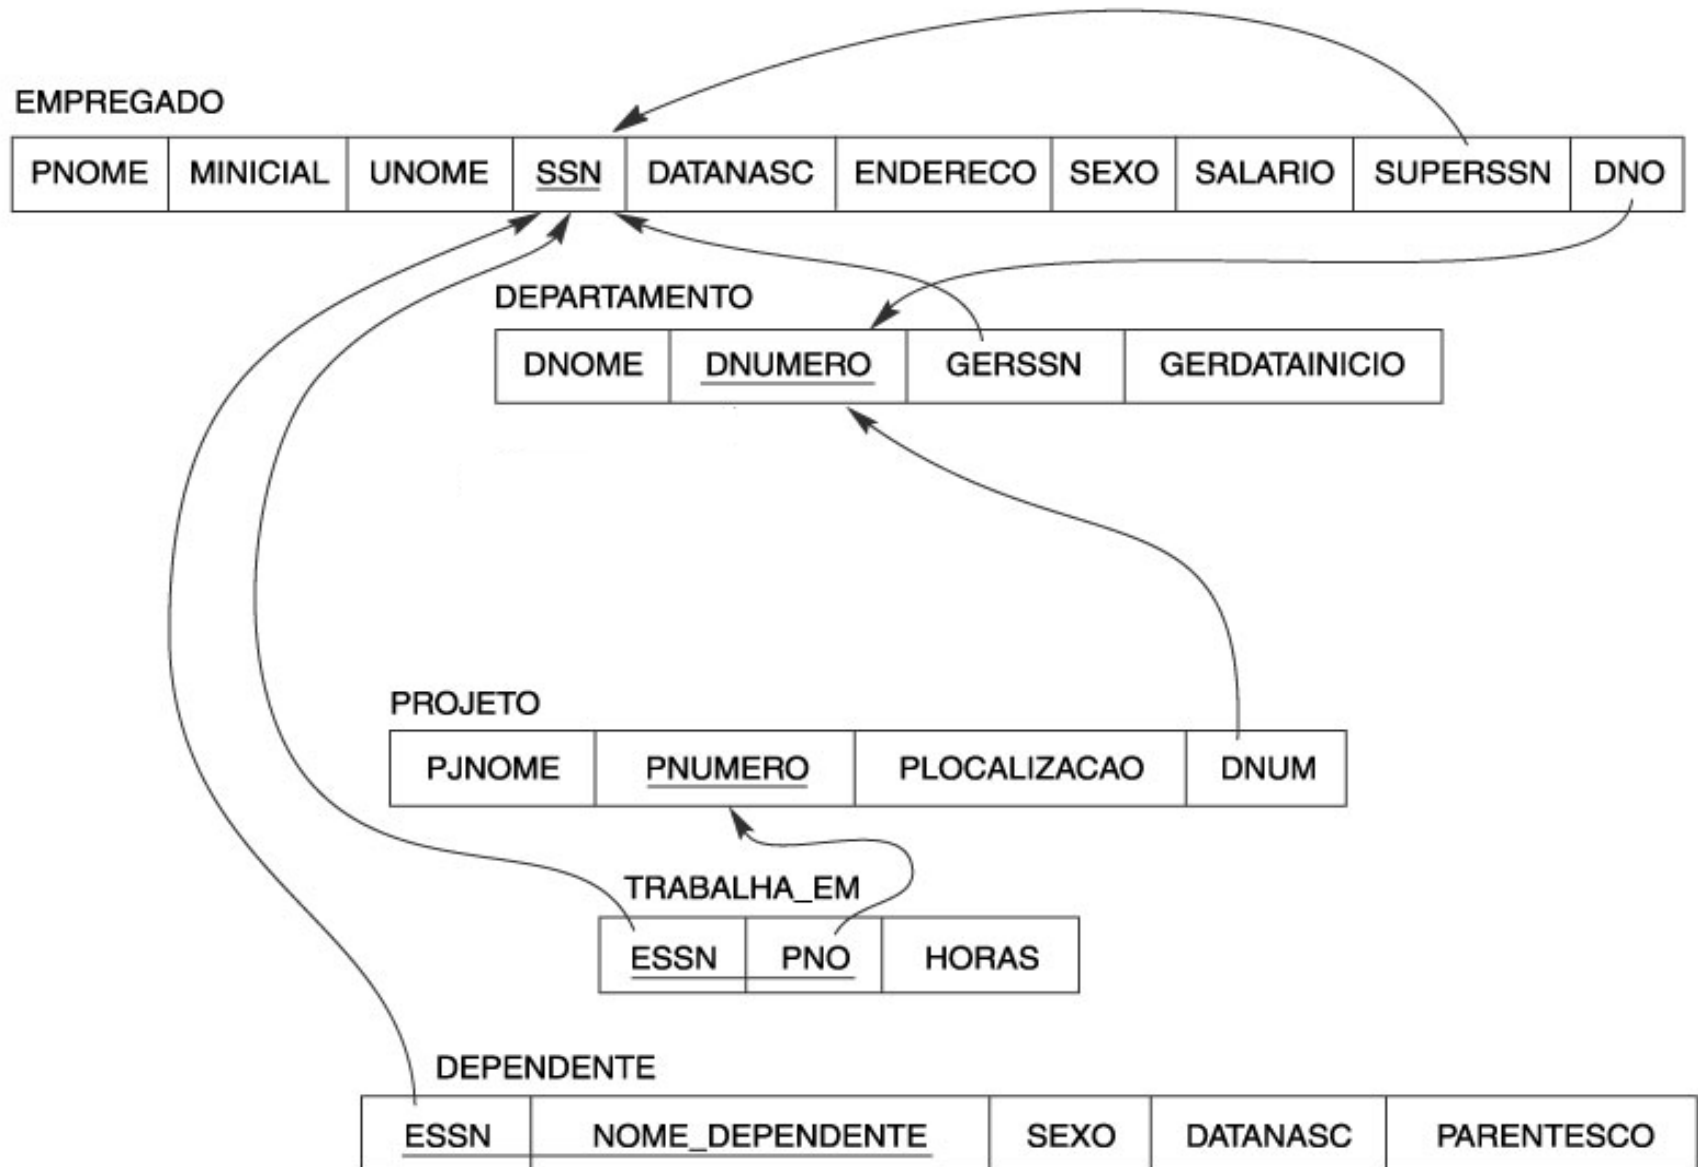 EMPREGADO
PNOME MINICIAL UNOME SSN DATANASC ENDERECO SEXO SALARIO SUPERSSN DNO
DEPARTAMENTO
DNOME DNUMERO GERSSN GERDATAINICIO
PROJETO
PJNOME PNUMERO PLOCALIZACAO DNUM
TRABALHA_EM
ESSN PNO HORAS
DEPENDENTE
ESSN NOME_DEPENDENTE SEXO DATANASC PARENTESCO